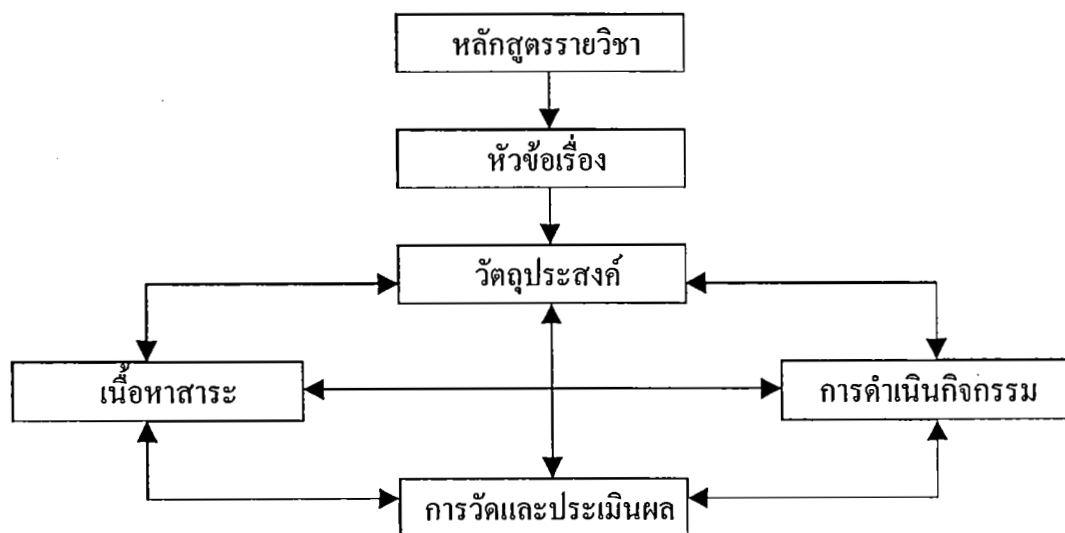 หลักสูตรรายวิชา
หัวข้อเรื่อง
วัตถุประสงค์
เนื้อหาสาระ
การดำเนินกิจกรรม
การวัดและประเมินผล